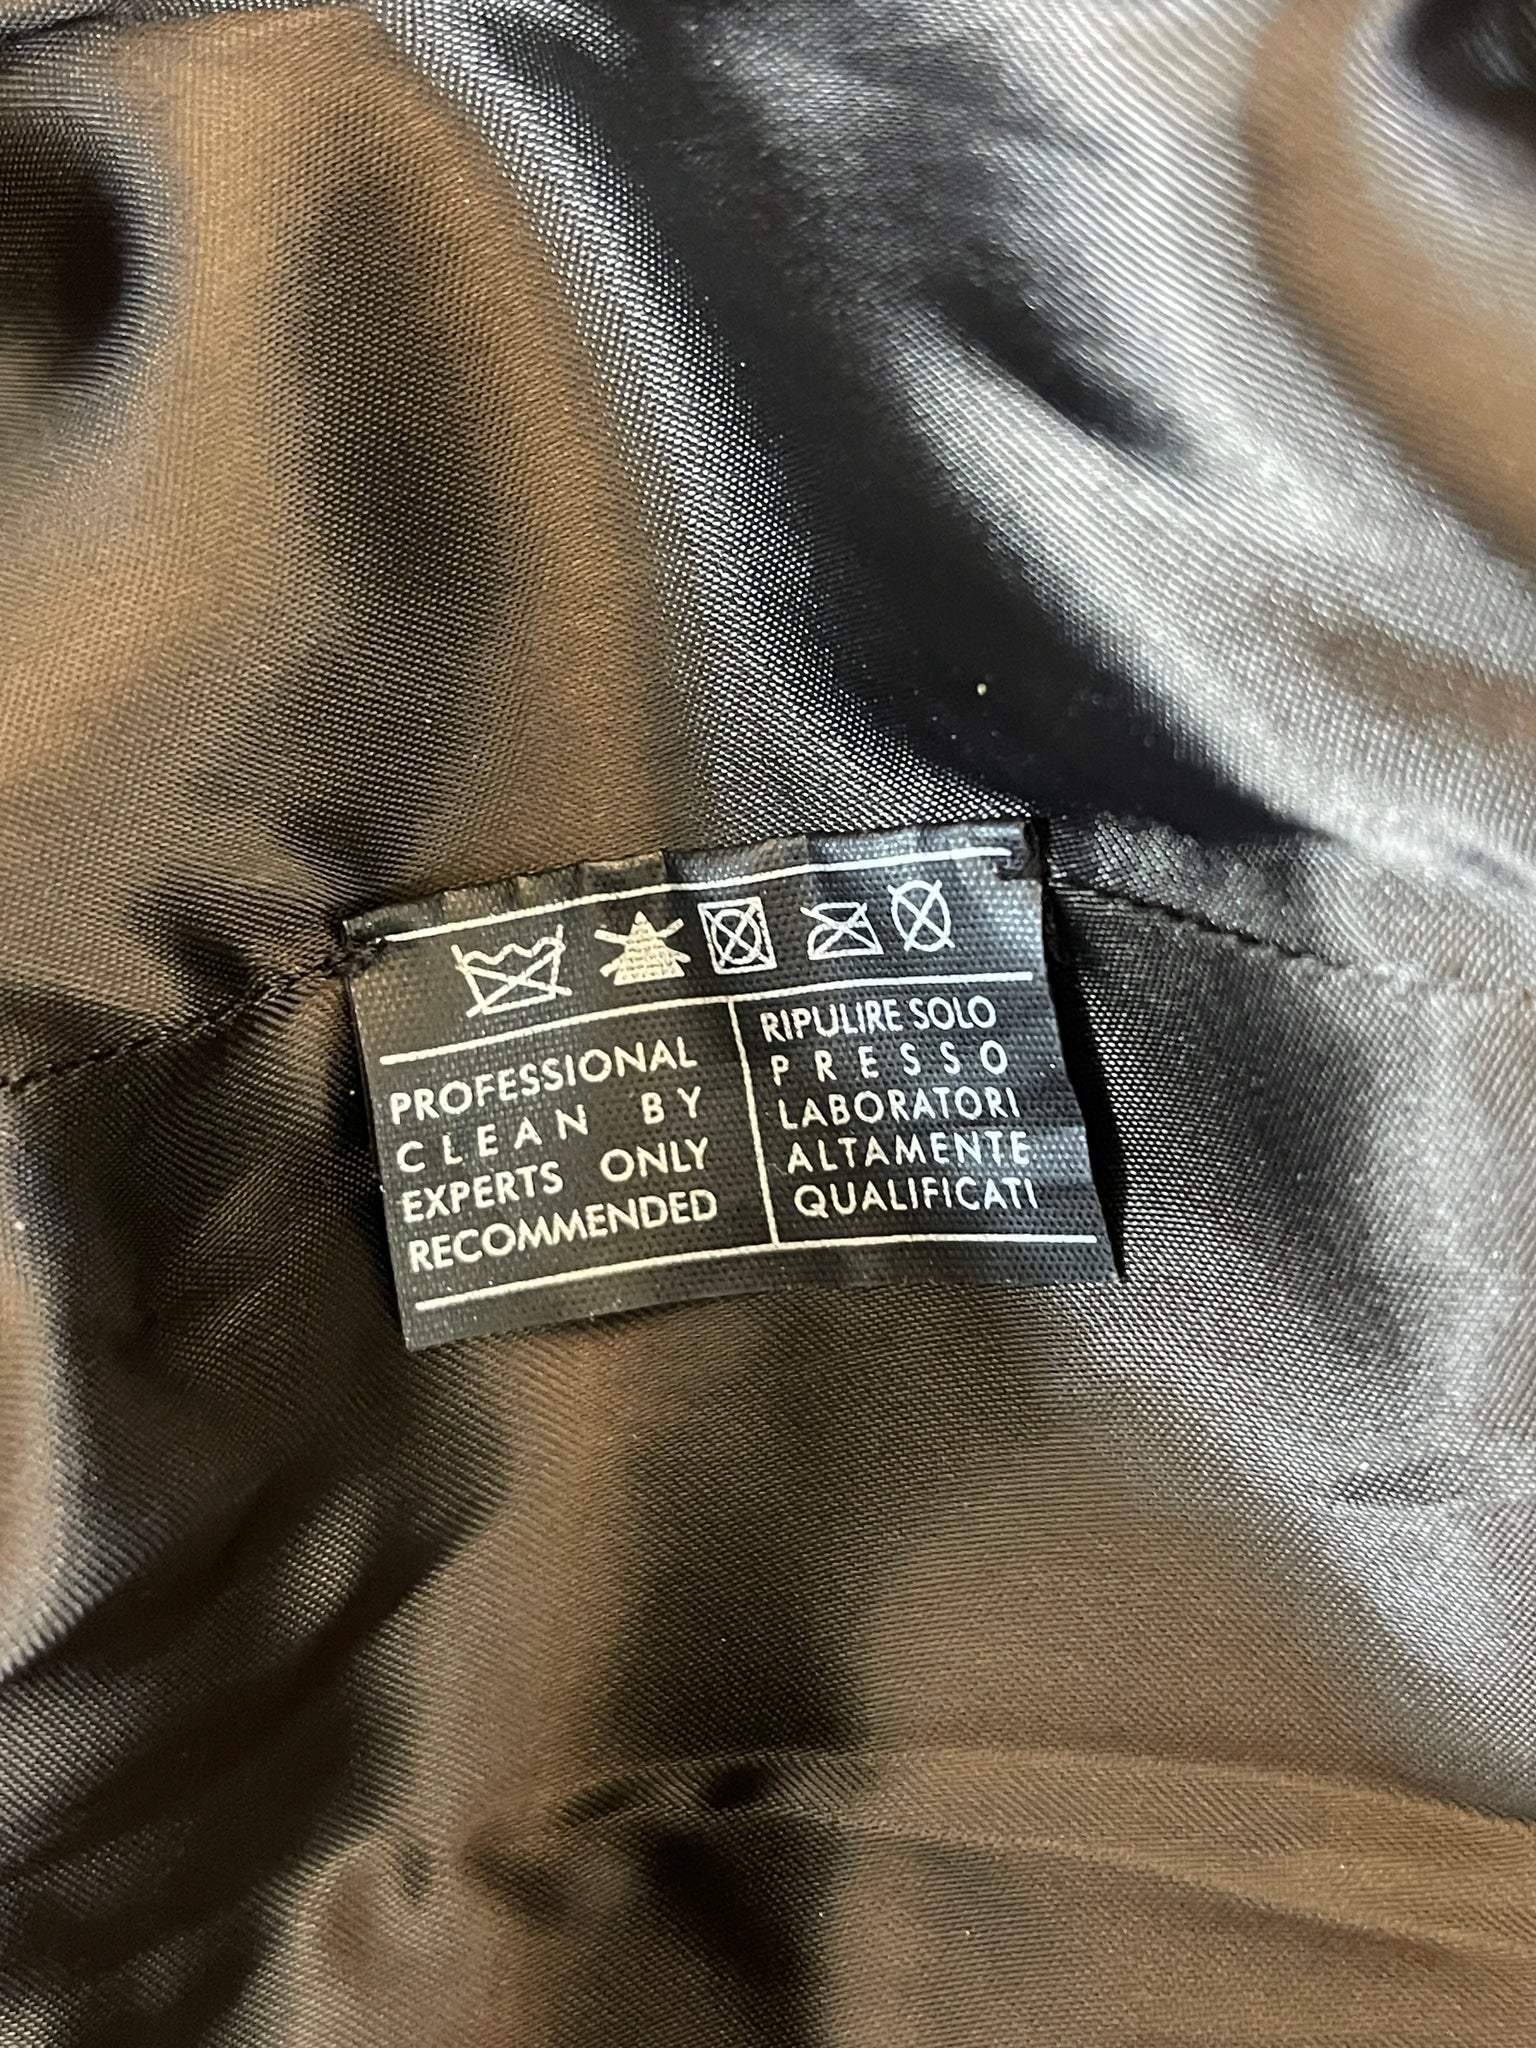 PROFESSIONAL
CLEAN BY
EXPERTS ONLY
RECOMMENDED
RIPULIRE SOLO
PRESSO
LABORATORI
ALTAMENTE
QUALIFICATI